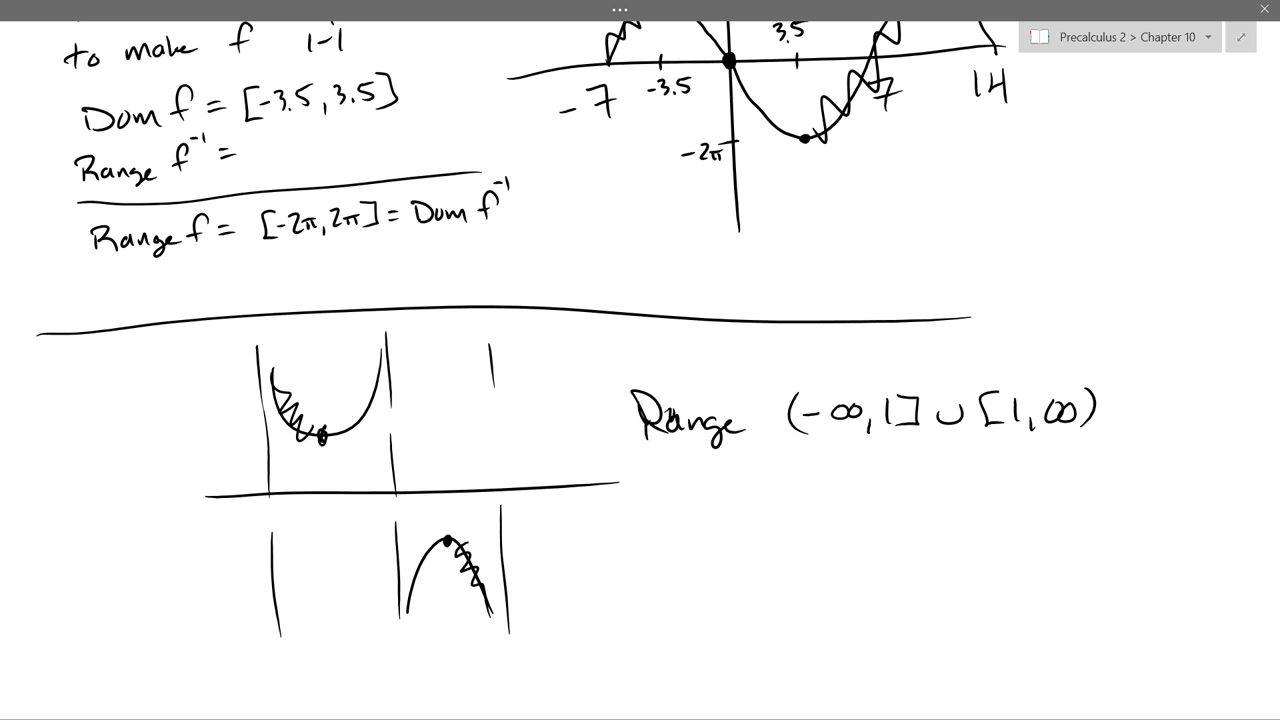 Precalculus 2 > Chapter 10
to make f 1-1
Dom f = [-3.5, 3.5]
Range f⁻¹ =
Range f = [-2π, 2π] = Dom f⁻¹
3.5
-7 -3.5 7 14
-2π
Range (-∞, 1] ∪ [1, ∞)